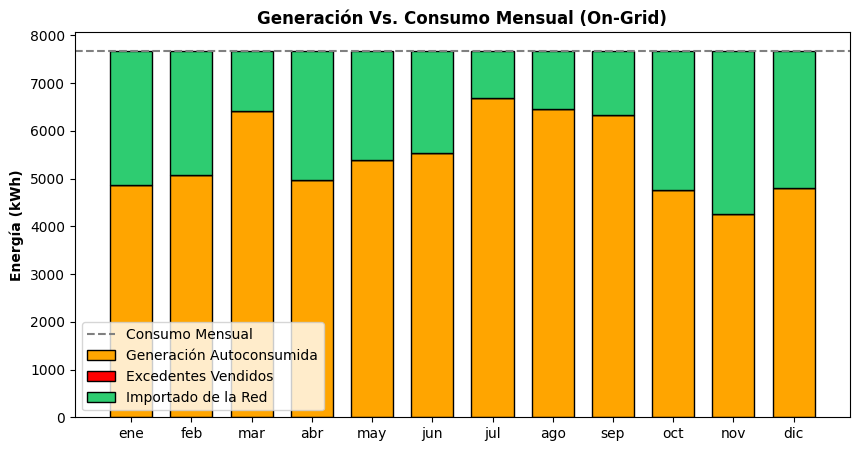 Generación Vs. Consumo Mensual (On-Grid)
Energía (kWh)
8000
7000
6000
5000
4000
3000
2000
1000
0
Consumo Mensual
Generación Autoconsumida
Excedentes Vendidos
Importado de la Red
ene feb mar abr may jun jul ago sep oct nov dic